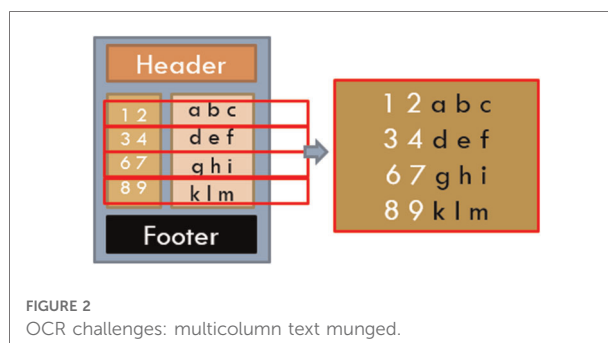 Header
1 2
3 4
6 7
8 9
a b c
d e f
g h i
k l m
Footer
1 2 a b c
3 4 d e f
6 7 g h i
8 9 k l m
FIGURE 2
OCR challenges: multicolumn text munged.